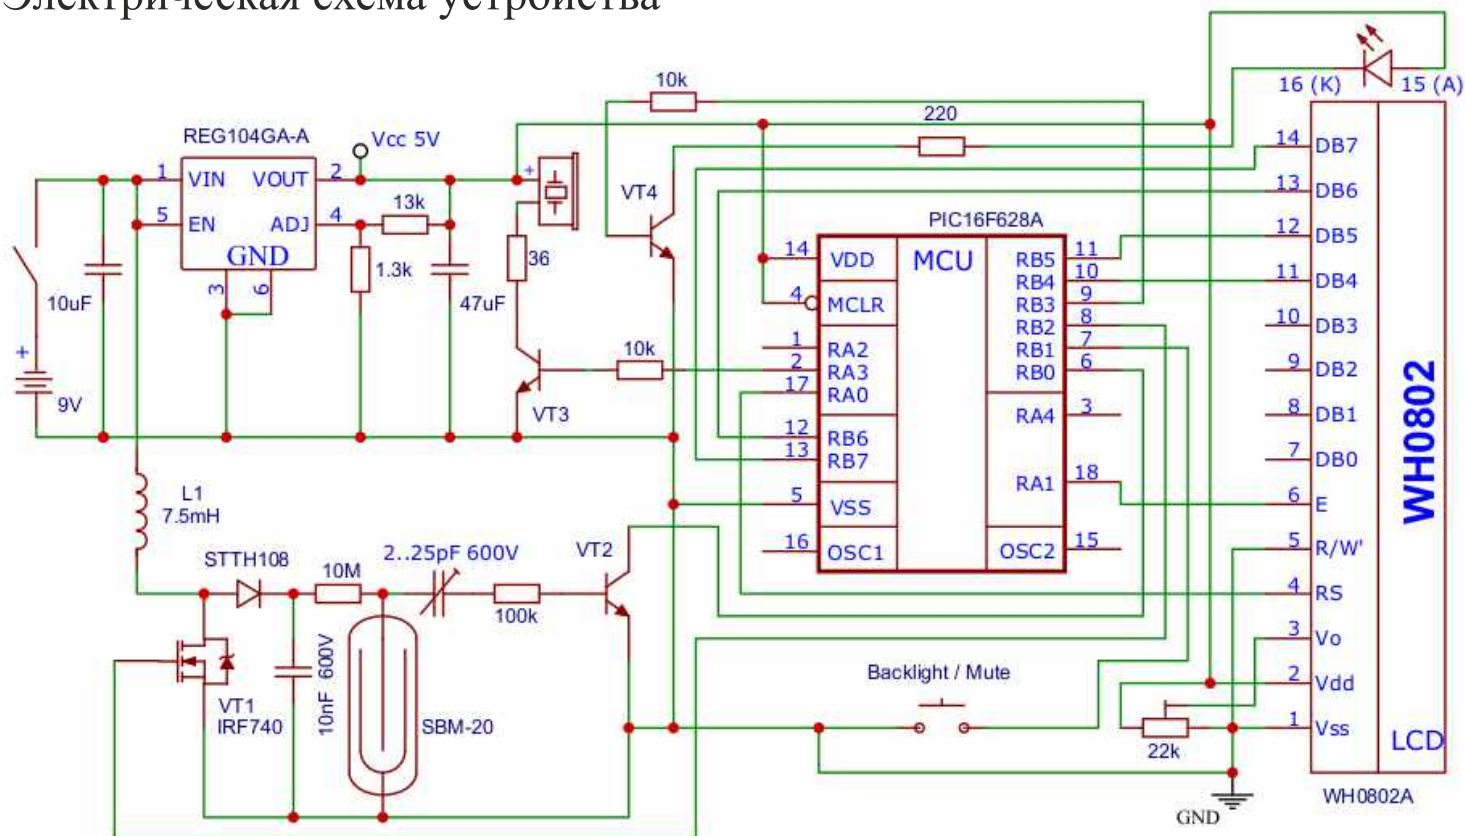 Электрическая схема устройства
10k
220
16 (K)
15 (A)
REG104GA-A
Vcc 5V
1
VIN
VOUT
2
5
EN
ADJ
4
GND
3
6
13k
1.3k
10uF
47uF
+
9V
+
36
VT3
10k
VT4
PIC16F628A
MCU
14
VDD
4
MCLR
1
RA2
2
RA3
17
RA0
12
RB6
13
RB7
5
VSS
16
OSC1
RB5
11
RB4
10
RB3
9
RB2
8
RB1
7
RB0
6
RA4
3
RA1
18
OSC2
15
14
DB7
13
DB6
12
DB5
11
DB4
10
DB3
9
DB2
8
DB1
7
DB0
6
E
5
R/W'
4
RS
3
Vo
2
Vdd
1
Vss
WH0802
LCD
WH0802A
L1
7.5mH
STTH108
10M
2..25pF 600V
100k
VT2
VT1
IRF740
10nF 600V
SBM-20
Backlight / Mute
22k
GND